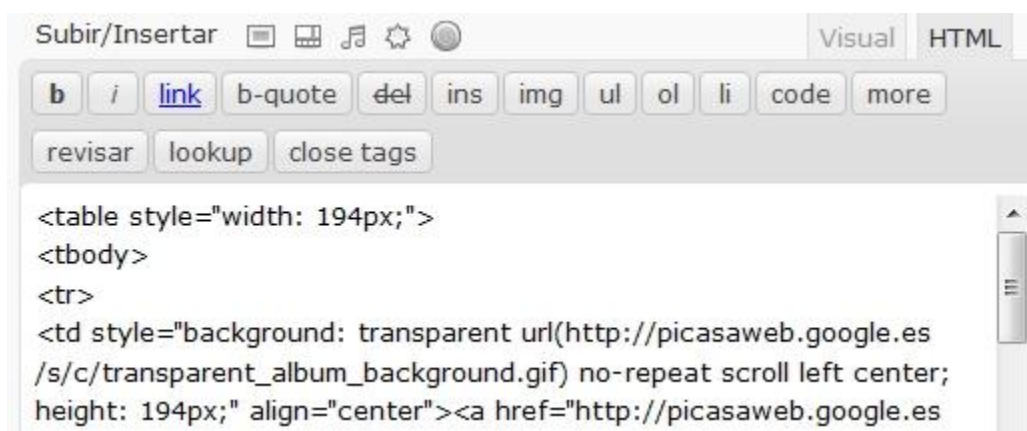 Subir/Insertar Visual HTML
b i link b-quote del ins img ul ol li code more
revisar lookup close tags
<table style="width: 194px;">
<tbody>
<tr>
<td style="background: transparent url(http://picasaweb.google.es
/s/c/transparent_album_background.gif) no-repeat scroll left center;
height: 194px;" align="center"><a href="http://picasaweb.google.es